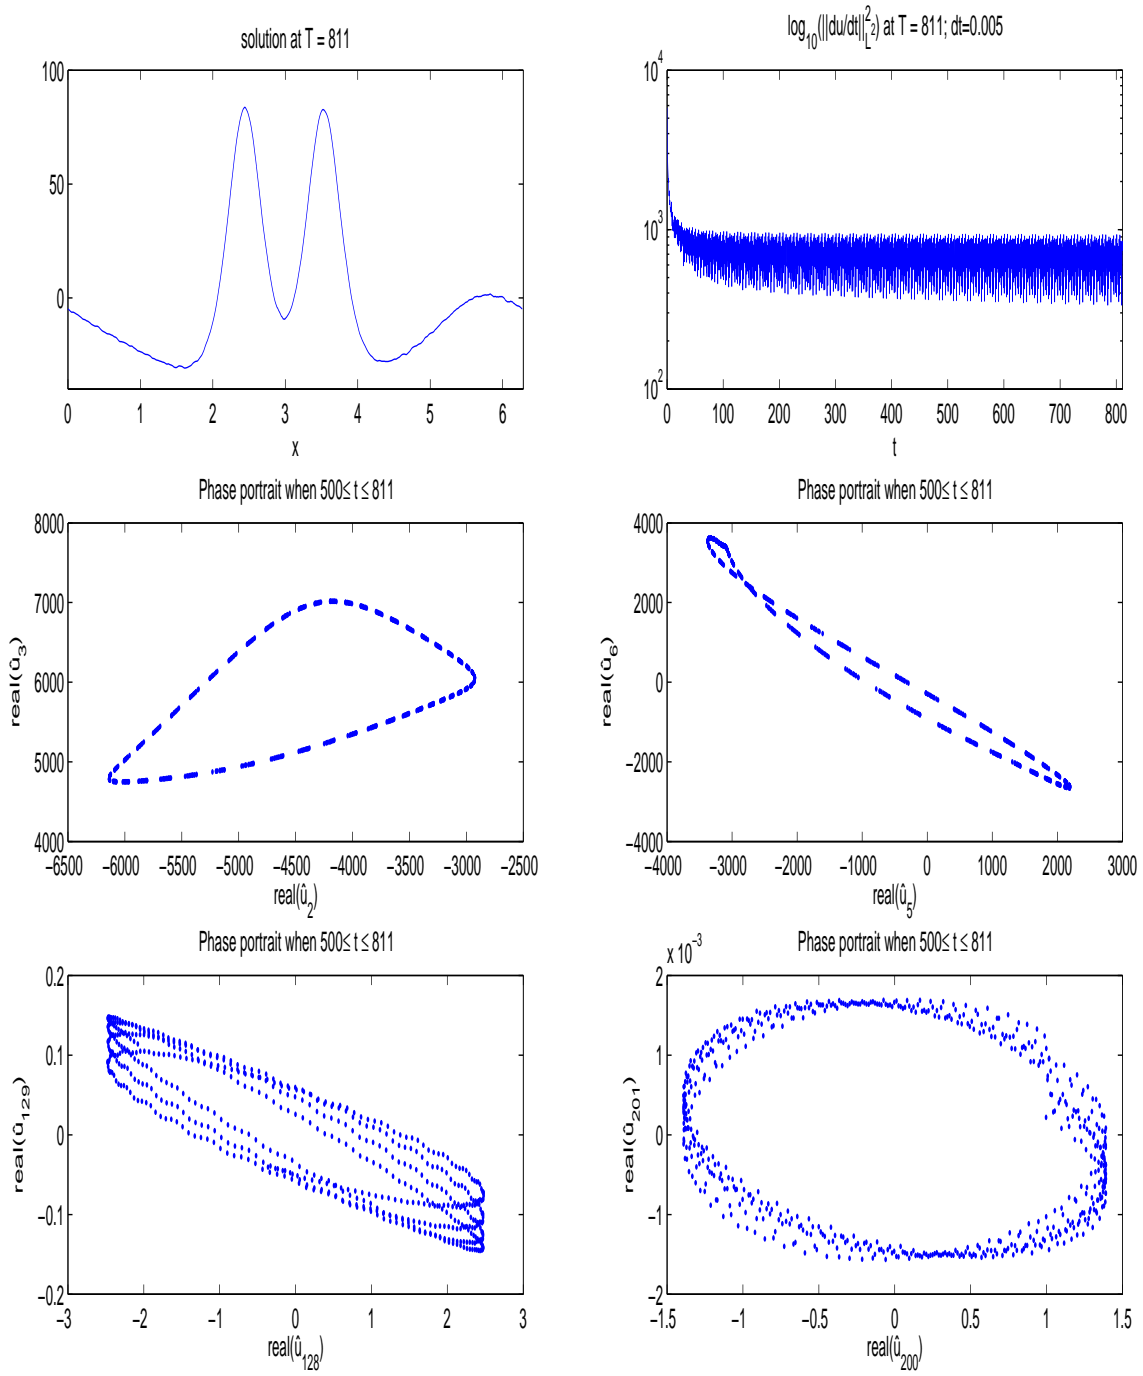 solution at T = 811
100
50
0
0 1 2 3 4 5 6
x
log10(||du/dt||²L²) at T = 811; dt=0.005
10⁴
10³
10²
0 100 200 300 400 500 600 700 800
t
Phase portrait when 500≤ t ≤ 811
8000
7000
6000
5000
4000
real(û₃)
−6500 −6000 −5500 −5000 −4500 −4000 −3500 −3000 −2500
real(û₂)
Phase portrait when 500≤ t ≤ 811
4000
2000
0
−2000
−4000
real(û₆)
−4000 −3000 −2000 −1000 0 1000 2000 3000
real(û₅)
Phase portrait when 500≤ t ≤ 811
0.2
0.1
0
−0.1
−0.2
real(û₁₂₉)
−3 −2 −1 0 1 2 3
real(û₁₂₈)
x 10⁻³
Phase portrait when 500≤ t ≤ 811
2
1
0
−1
−2
real(û₂₀₁)
−1.5 −1 −0.5 0 0.5 1 1.5
real(û₂₀₀)